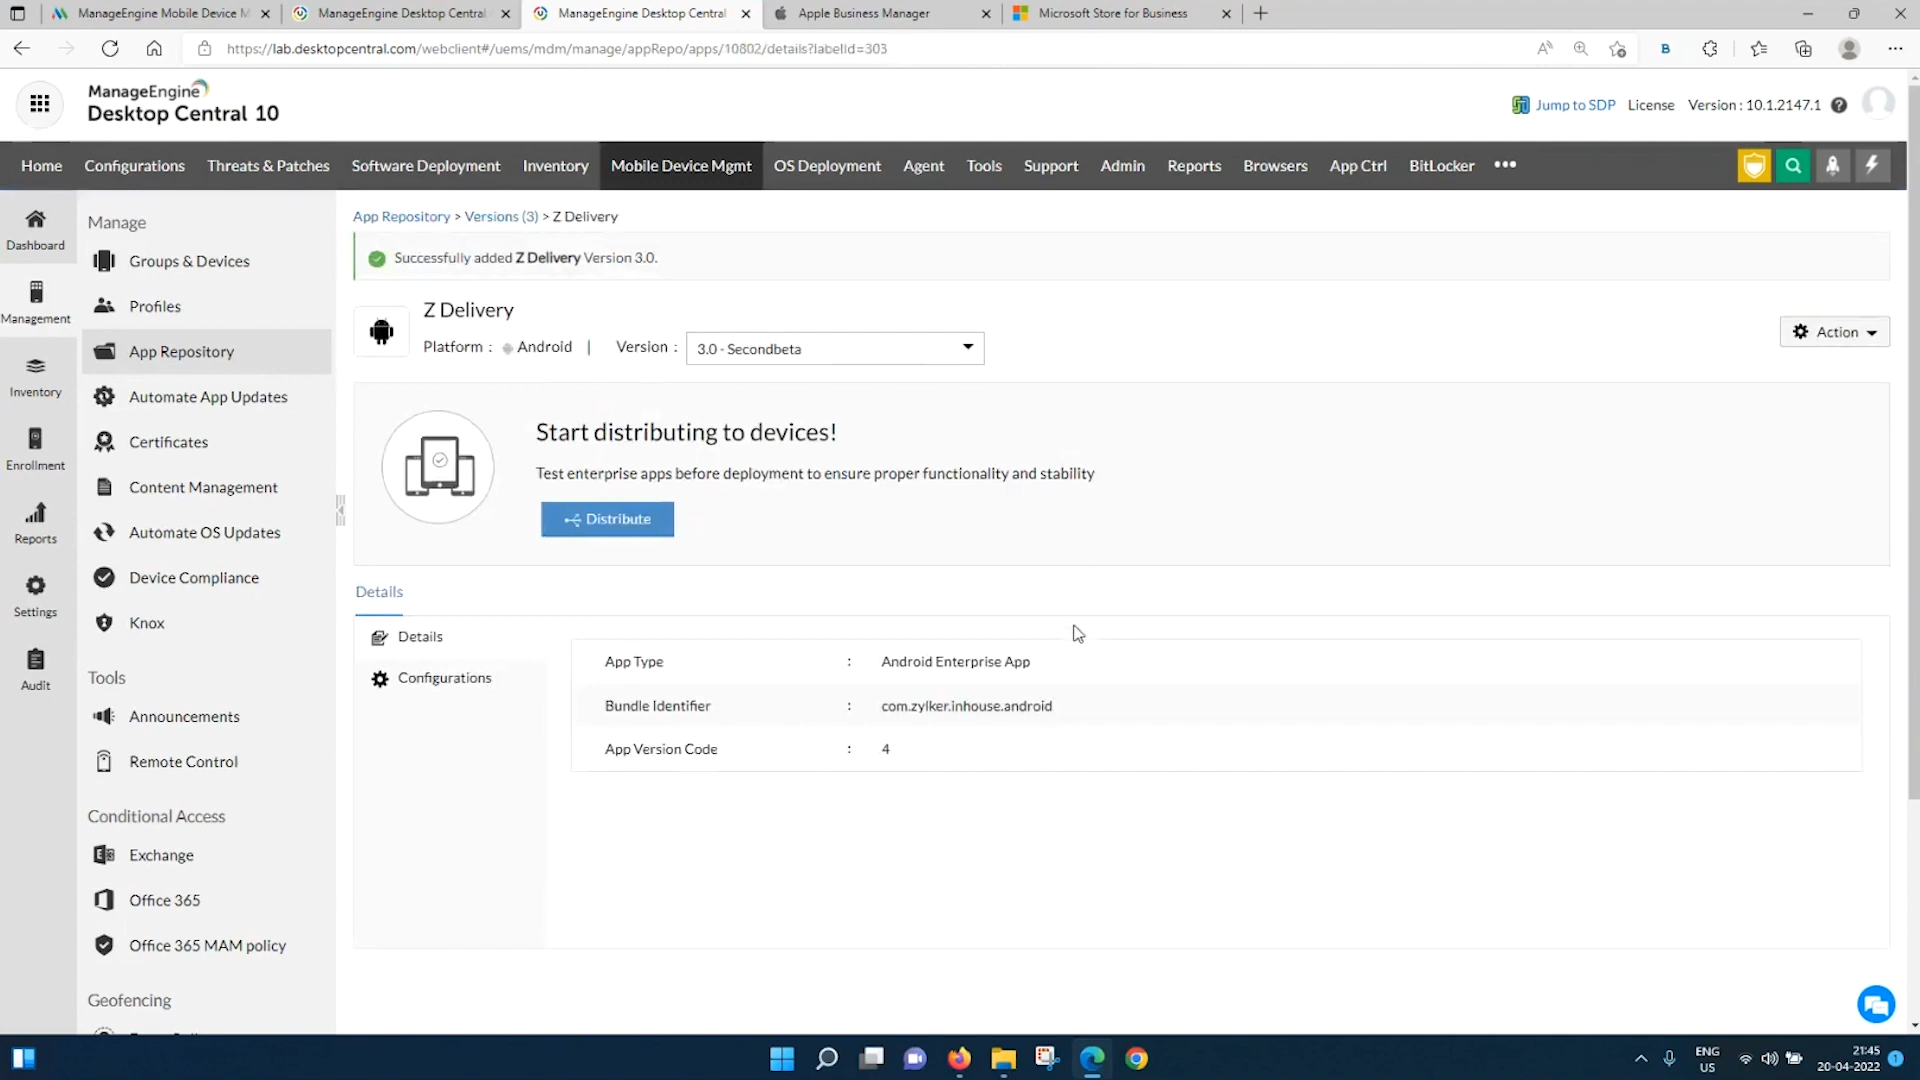 ManageEngine Mobile Device M
ManageEngine Desktop Central
ManageEngine Desktop Central
Apple Business Manager
Microsoft Store for Business
https://lab.desktopcentral.com/webclient#/uems/mdm/manage/appRepo/apps/10802/details?labelId=303
ManageEngine
Desktop Central 10
Jump to SDP License Version : 10.1.2147.1
Home Configurations Threats & Patches Software Deployment Inventory Mobile Device Mgmt OS Deployment Agent Tools Support Admin Reports Browsers App Ctrl BitLocker •••
Dashboard
Management
Inventory
Enrollment
Reports
Settings
Audit
Manage
Groups & Devices
Profiles
App Repository
Automate App Updates
Certificates
Content Management
Automate OS Updates
Device Compliance
Knox
Tools
Announcements
Remote Control
Conditional Access
Exchange
Office 365
Office 365 MAM policy
Geofencing
App Repository > Versions (3) > Z Delivery
Successfully added Z Delivery Version 3.0.
Z Delivery
Platform : Android | Version : 3.0 - Secondbeta
Action
Start distributing to devices!
Test enterprise apps before deployment to ensure proper functionality and stability
Distribute
Details
Details
Configurations
App Type : Android Enterprise App
Bundle Identifier : com.zylker.inhouse.android
App Version Code : 4
ENG
US
21:45
20-04-2022
1